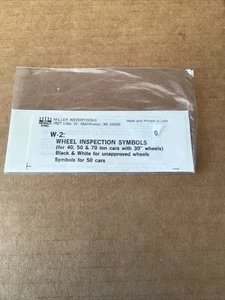 MILLER ADVERTISING
Made and Printed in USA
W-2:
WHEEL INSPECTION SYMBOLS
(for 40, 50 & 70 ton cars with 30" wheels)
Black & White for unapproved wheels
Symbols for 50 cars